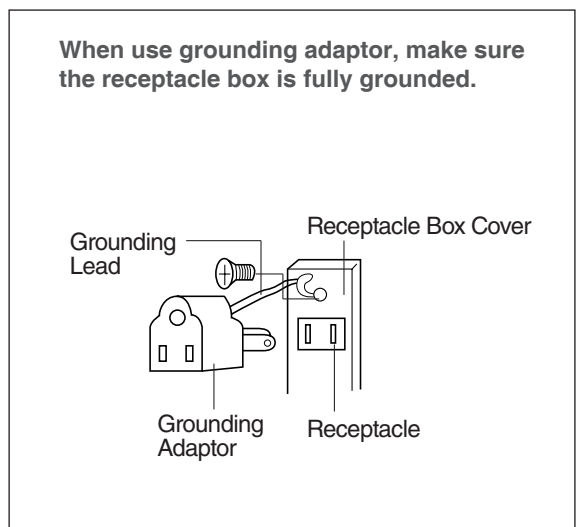 When use grounding adaptor, make sure
the receptacle box is fully grounded.
Receptacle Box Cover
Grounding
Lead
Grounding
Adaptor
Receptacle